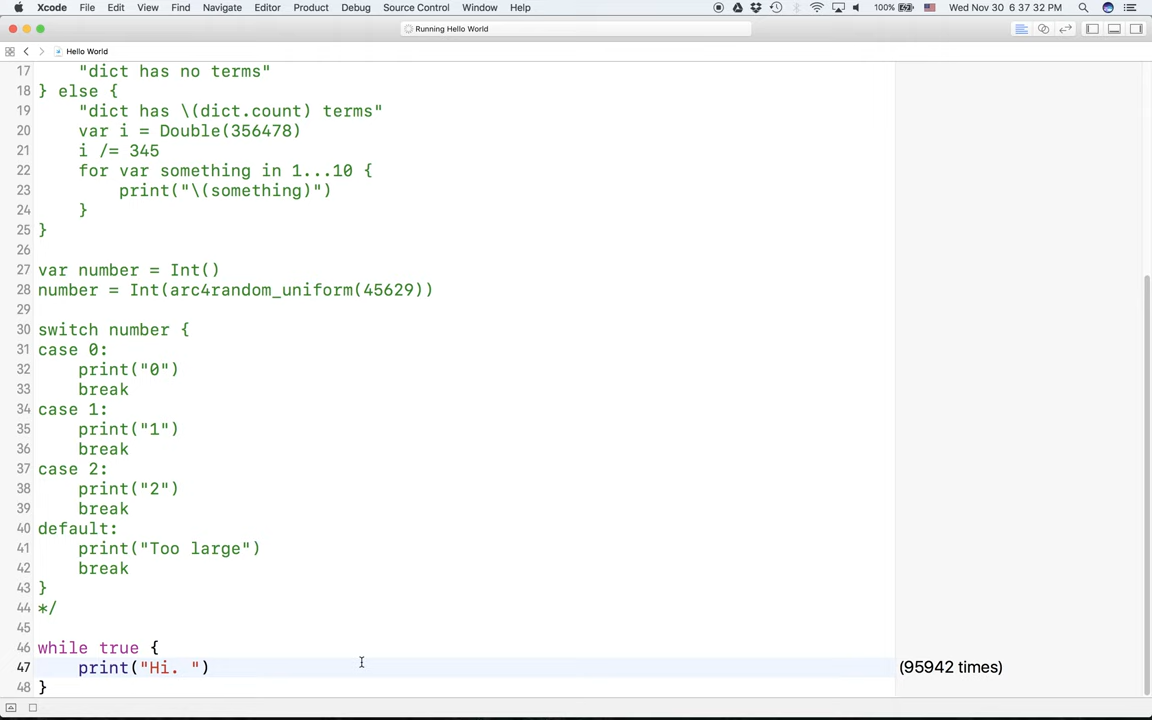 Xcode File Edit View Find Navigate Editor Product Debug Source Control Window Help 100% Wed Nov 30 6 37 32 PM
Running Hello World
Hello World
17 "dict has no terms"
18 } else {
19 "dict has \(dict.count) terms"
20 var i = Double(356478)
21 i /= 345
22 for var something in 1...10 {
23 print("\(something)")
24 }
25 }
26
27 var number = Int()
28 number = Int(arc4random_uniform(45629))
29
30 switch number {
31 case 0:
32 print("0")
33 break
34 case 1:
35 print("1")
36 break
37 case 2:
38 print("2")
39 break
40 default:
41 print("Too large")
42 break
43 }
44 */
45
46 while true {
47 print("Hi. ") (95942 times)
48 }